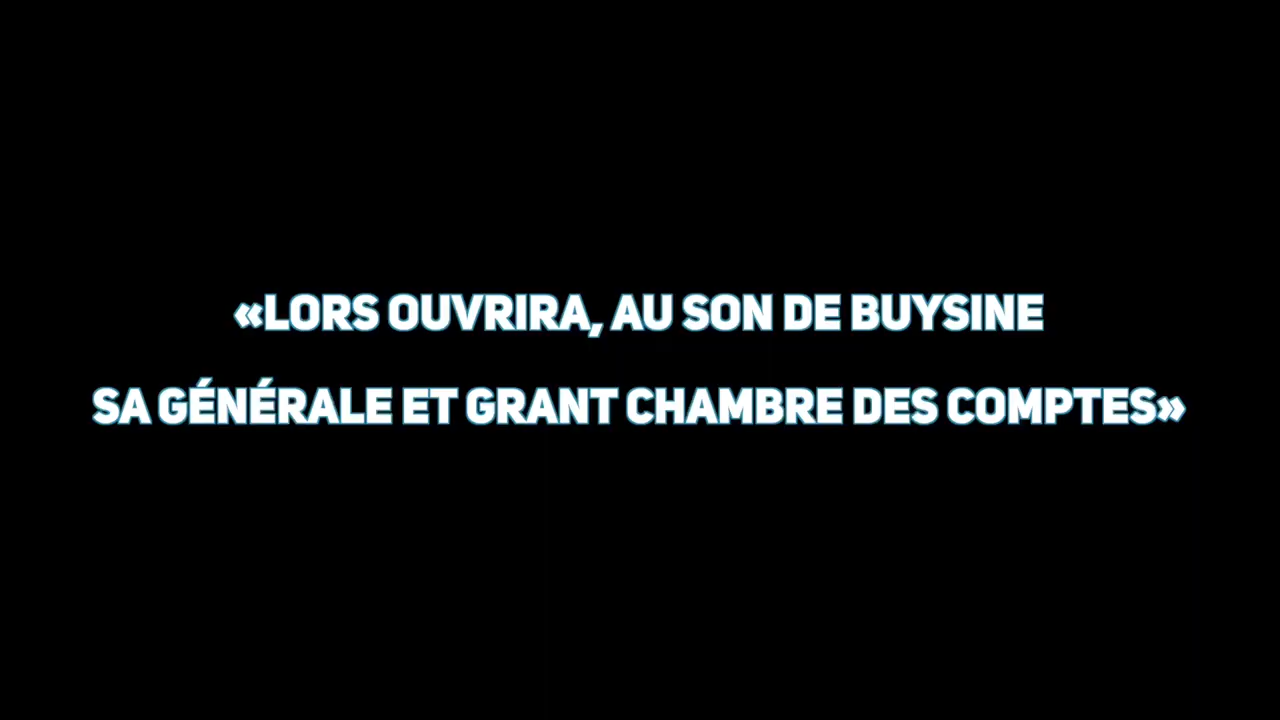 «LORS OUVRIRA, AU SON DE BUYSINE
SA GÉNÉRALE ET GRANT CHAMBRE DES COMPTES»